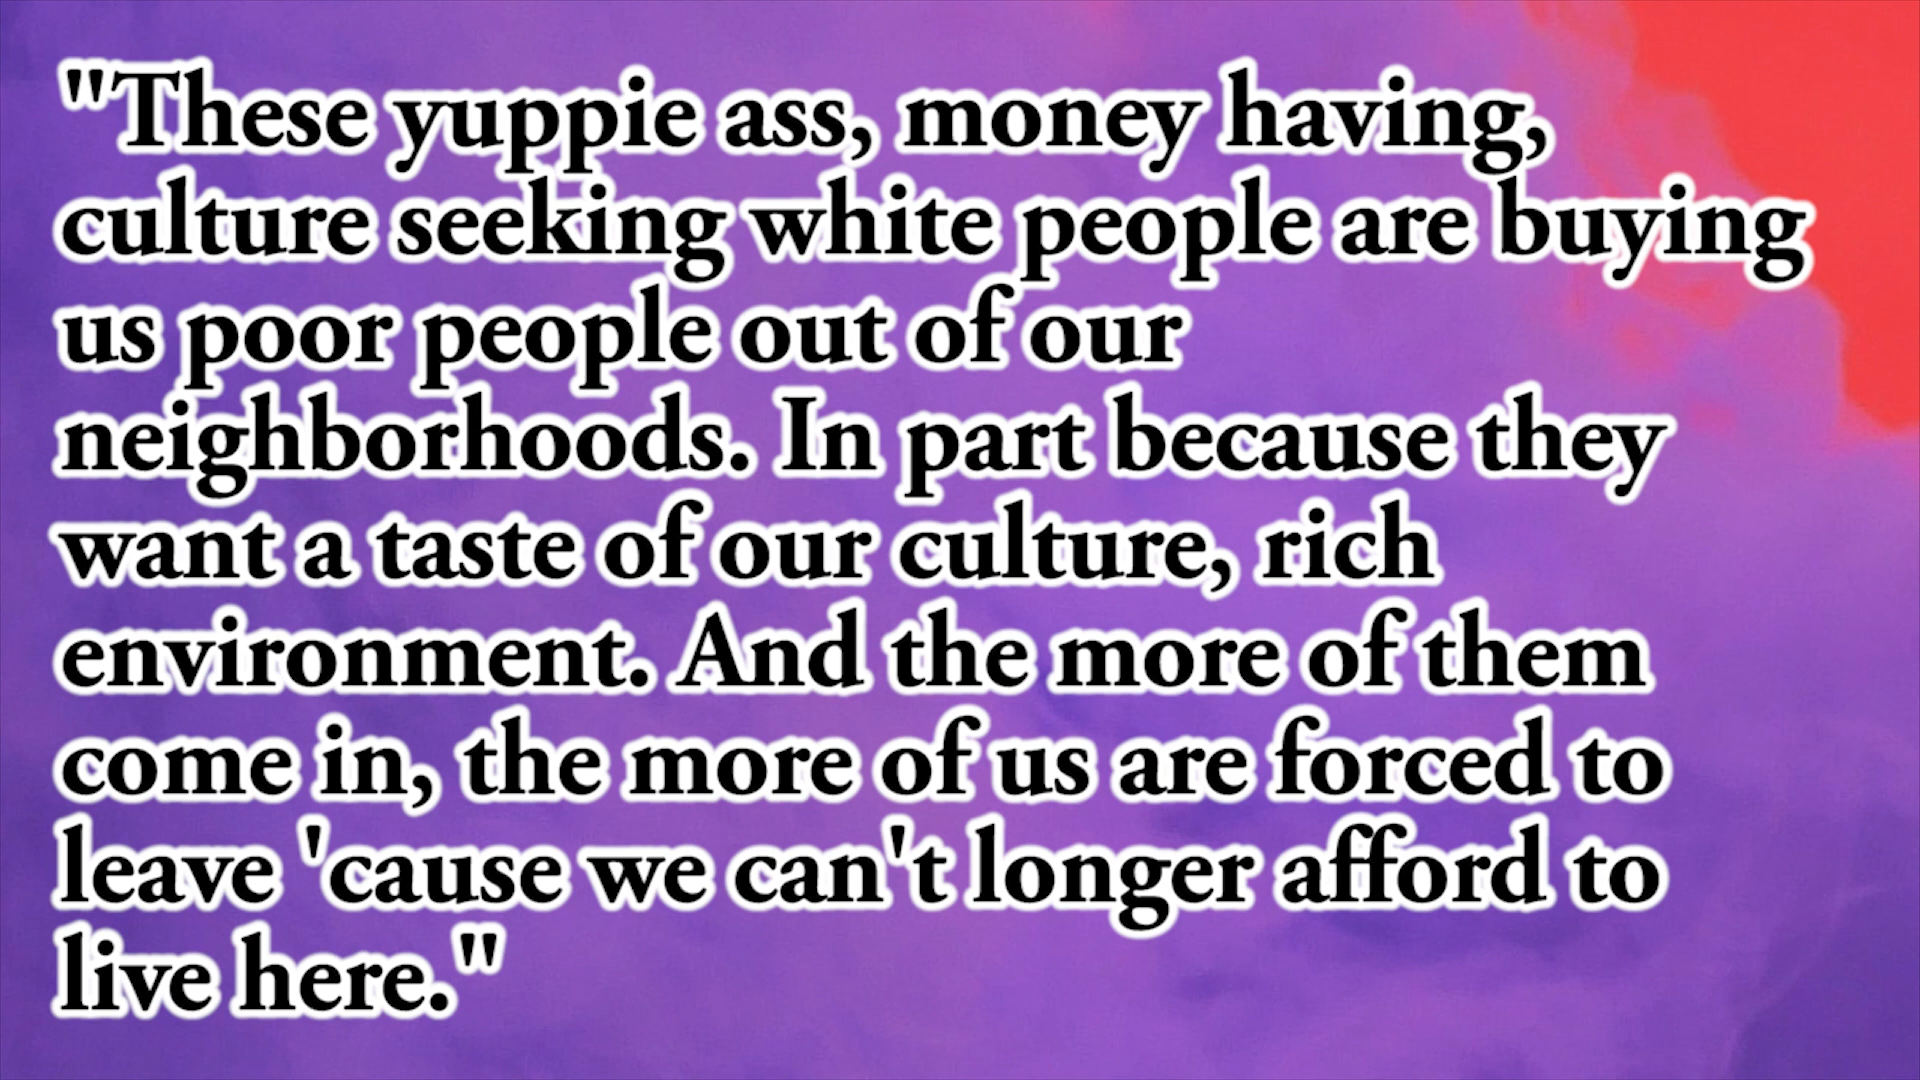 "These yuppie ass, money having,
culture seeking white people are buying
us poor people out of our
neighborhoods. In part because they
want a taste of our culture, rich
environment. And the more of them
come in, the more of us are forced to
leave 'cause we can't longer afford to
live here."